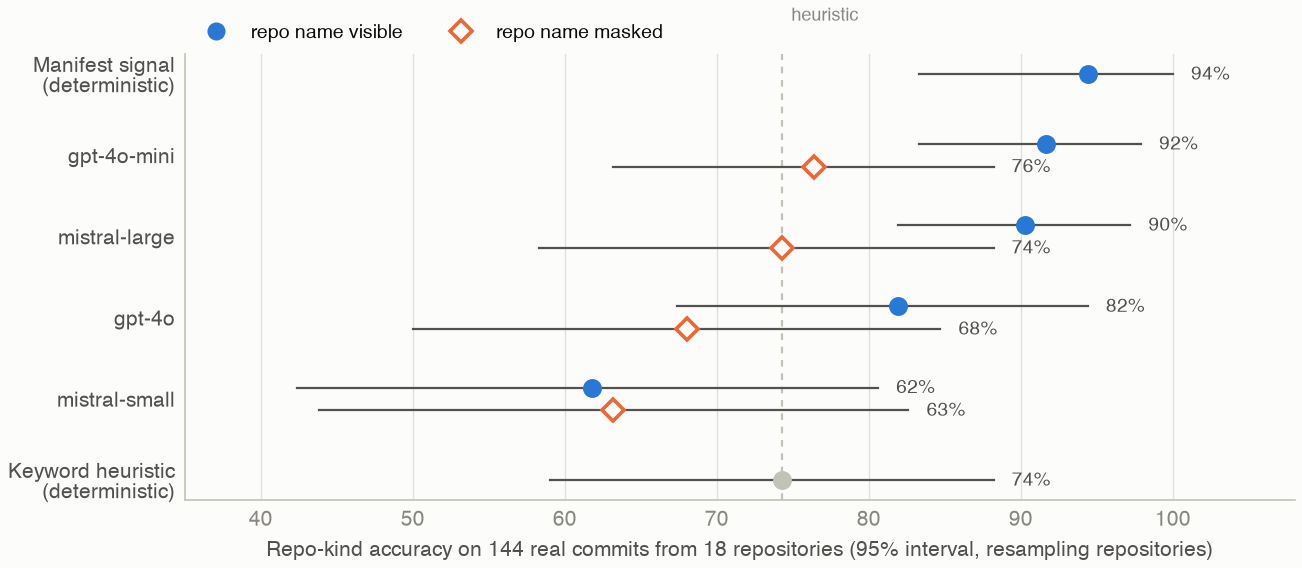 heuristic
repo name visible
repo name masked
Manifest signal
(deterministic)
94%
gpt-4o-mini
92%
76%
mistral-large
90%
74%
gpt-4o
82%
68%
mistral-small
62%
63%
Keyword heuristic
(deterministic)
74%
40 50 60 70 80 90 100
Repo-kind accuracy on 144 real commits from 18 repositories (95% interval, resampling repositories)